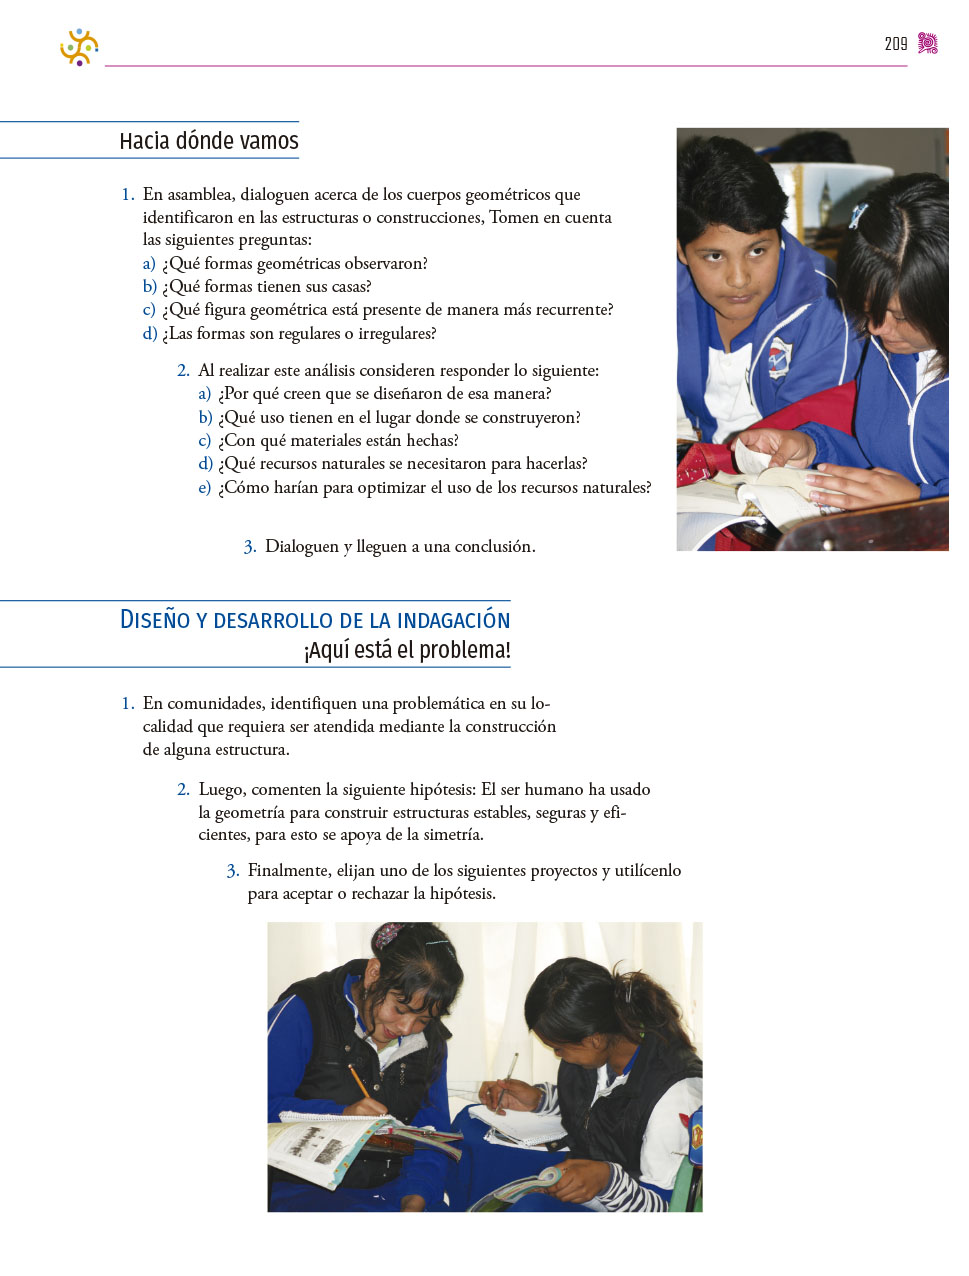 209
Hacia dónde vamos
1. En asamblea, dialoguen acerca de los cuerpos geométricos que
identificaron en las estructuras o construcciones, Tomen en cuenta
las siguientes preguntas:
a) ¿Qué formas geométricas observaron?
b) ¿Qué formas tienen sus casas?
c) ¿Qué figura geométrica está presente de manera más recurrente?
d) ¿Las formas son regulares o irregulares?
2. Al realizar este análisis consideren responder lo siguiente:
a) ¿Por qué creen que se diseñaron de esa manera?
b) ¿Qué uso tienen en el lugar donde se construyeron?
c) ¿Con qué materiales están hechas?
d) ¿Qué recursos naturales se necesitaron para hacerlas?
e) ¿Cómo harían para optimizar el uso de los recursos naturales?
3. Dialoguen y lleguen a una conclusión.
DISEÑO Y DESARROLLO DE LA INDAGACIÓN
¡Aquí está el problema!
1. En comunidades, identifiquen una problemática en su lo-
calidad que requiera ser atendida mediante la construcción
de alguna estructura.
2. Luego, comenten la siguiente hipótesis: El ser humano ha usado
la geometría para construir estructuras estables, seguras y efi-
cientes, para esto se apoya de la simetría.
3. Finalmente, elijan uno de los siguientes proyectos y utilícenlo
para aceptar o rechazar la hipótesis.